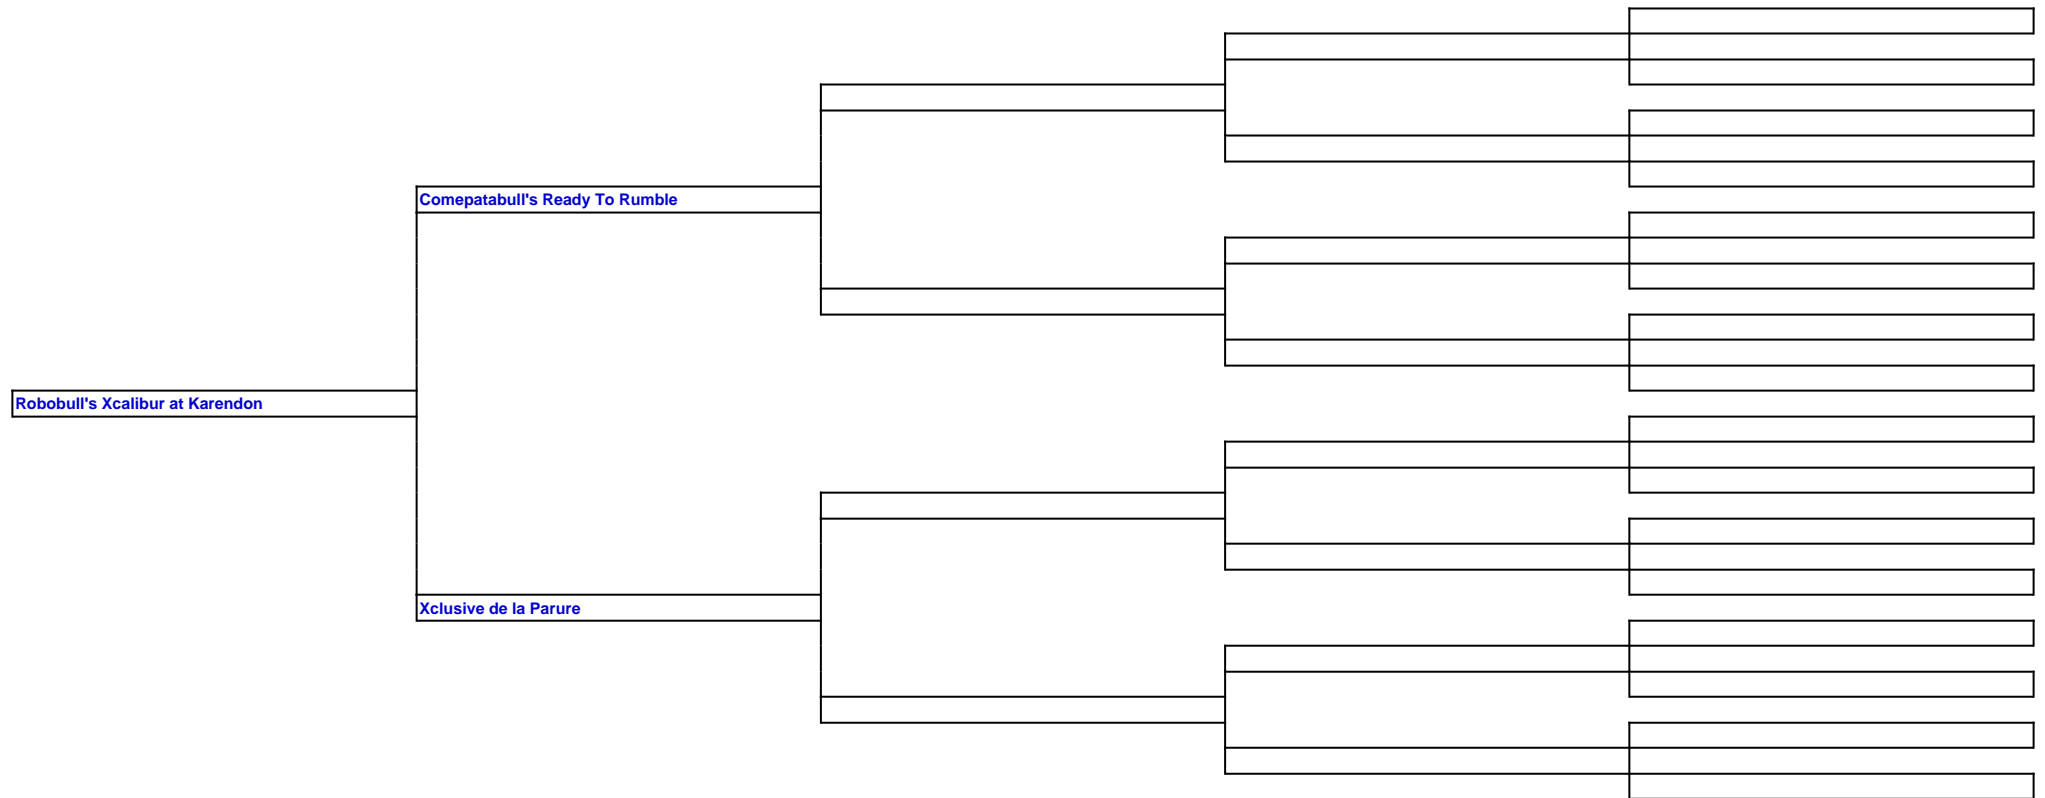 Comepatabull's Ready To Rumble
Robobull's Xcalibur at Karendon
Xclusive de la Parure